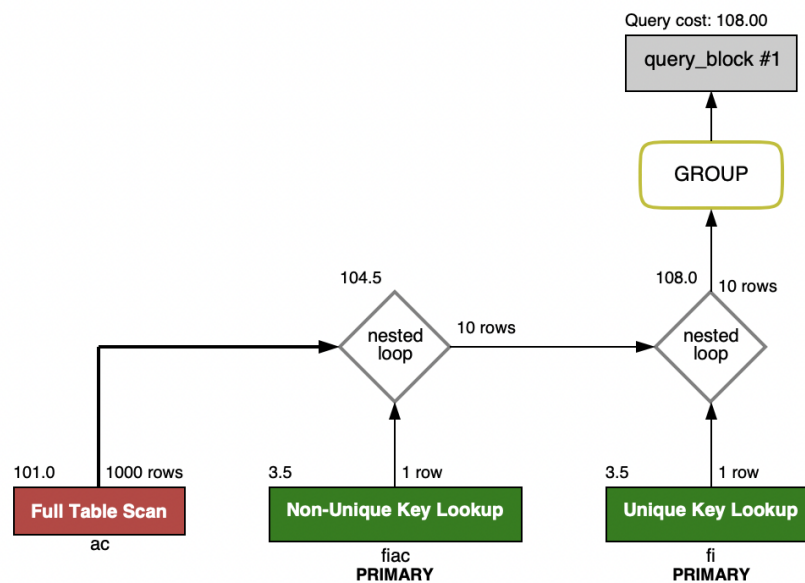 Query cost: 108.00
query_block #1
GROUP
104.5
108.0
10 rows
nested
loop
10 rows
nested
loop
101.0
1000 rows
3.5
1 row
3.5
1 row
Full Table Scan
Non-Unique Key Lookup
Unique Key Lookup
ac
fiac
PRIMARY
fi
PRIMARY